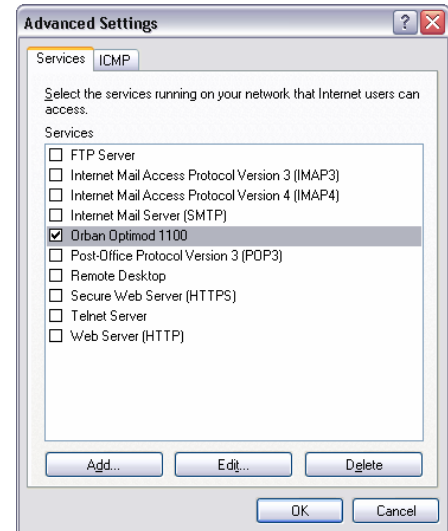 Advanced Settings
Services
ICMP
Select the services running on your network that Internet users can
access.
Services
FTP Server
Internet Mail Access Protocol Version 3 (IMAP3)
Internet Mail Access Protocol Version 4 (IMAP4)
Internet Mail Server (SMTP)
Orban Optimod 1100
Post-Office Protocol Version 3 (POP3)
Remote Desktop
Secure Web Server (HTTPS)
Telnet Server
Web Server (HTTP)
Add...
Edit...
Delete
OK
Cancel